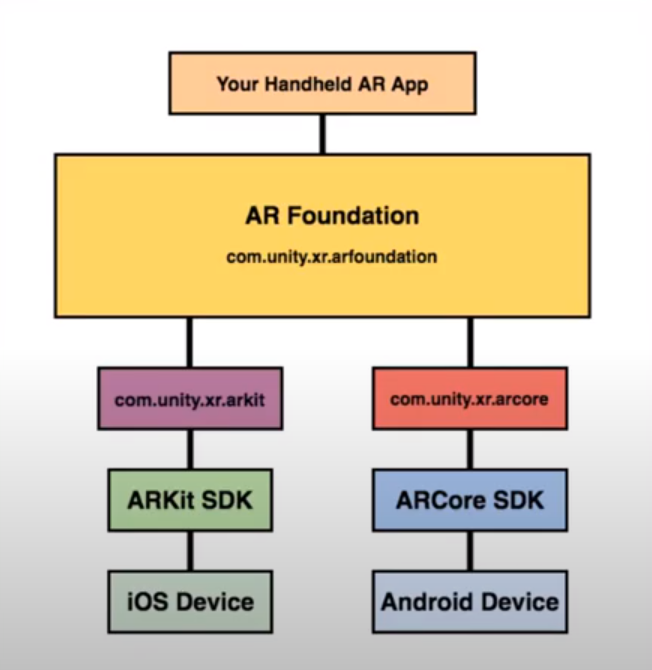 Your Handheld AR App
AR Foundation
com.unity.xr.arfoundation
com.unity.xr.arkit
com.unity.xr.arcore
ARKit SDK
ARCore SDK
iOS Device
Android Device